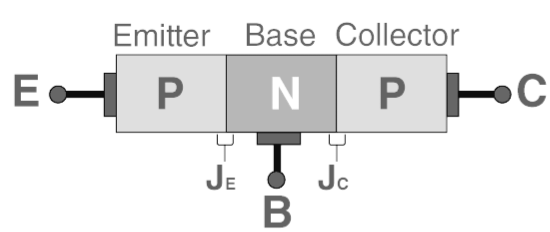 Emitter Base Collector
E P N P C
JE JC
B